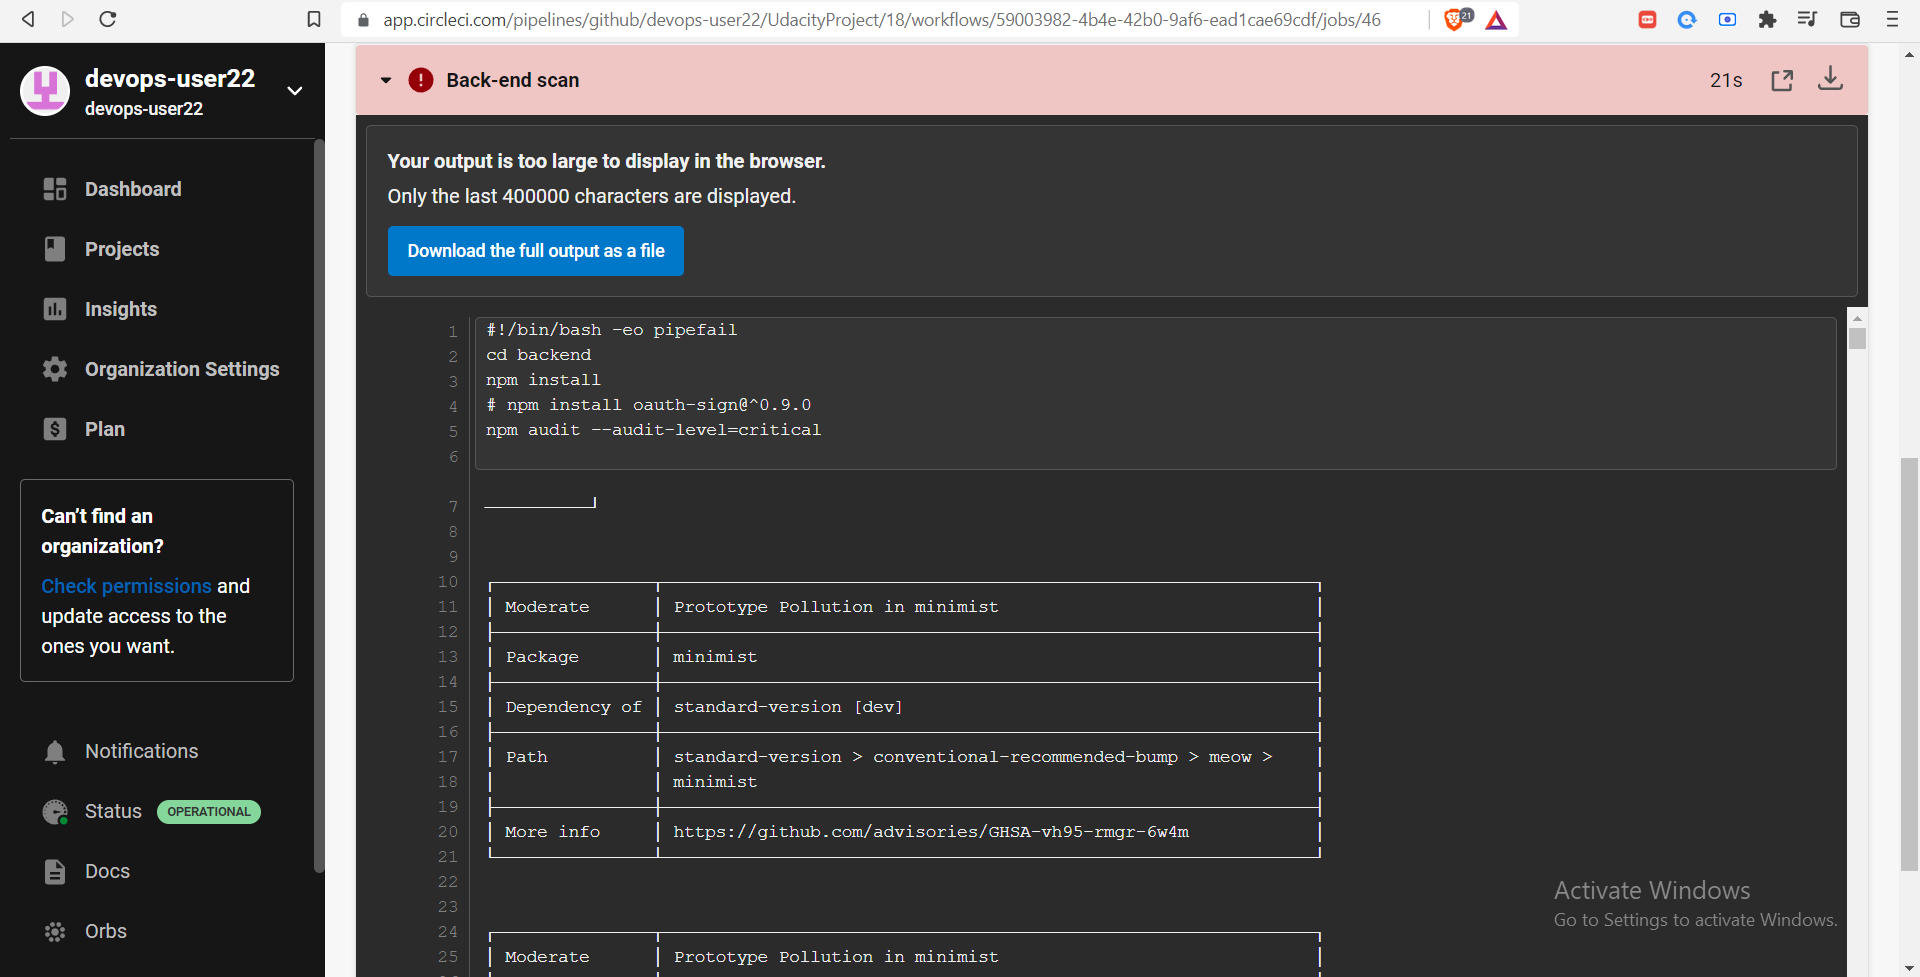 app.circleci.com/pipelines/github/devops-user22/UdacityProject/18/workflows/59003982-4b4e-42b0-9af6-ead1cae69cdf/jobs/46
21
devops-user22
devops-user22
Dashboard
Projects
Insights
Organization Settings
Plan
Can’t find an
organization?
Check permissions and
update access to the
ones you want.
Notifications
Status OPERATIONAL
Docs
Orbs
Back-end scan
21s
Your output is too large to display in the browser.
Only the last 400000 characters are displayed.
Download the full output as a file
1 #!/bin/bash -eo pipefail
2 cd backend
3 npm install
4 # npm install oauth-sign@^0.9.0
5 npm audit --audit-level=critical
6
7
8
9
10
11 Moderate Prototype Pollution in minimist
12
13 Package minimist
14
15 Dependency of standard-version [dev]
16
17 Path standard-version > conventional-recommended-bump > meow >
18 minimist
19
20 More info https://github.com/advisories/GHSA-vh95-rmgr-6w4m
21
22
23
24
25 Moderate Prototype Pollution in minimist
Activate Windows
Go to Settings to activate Windows.